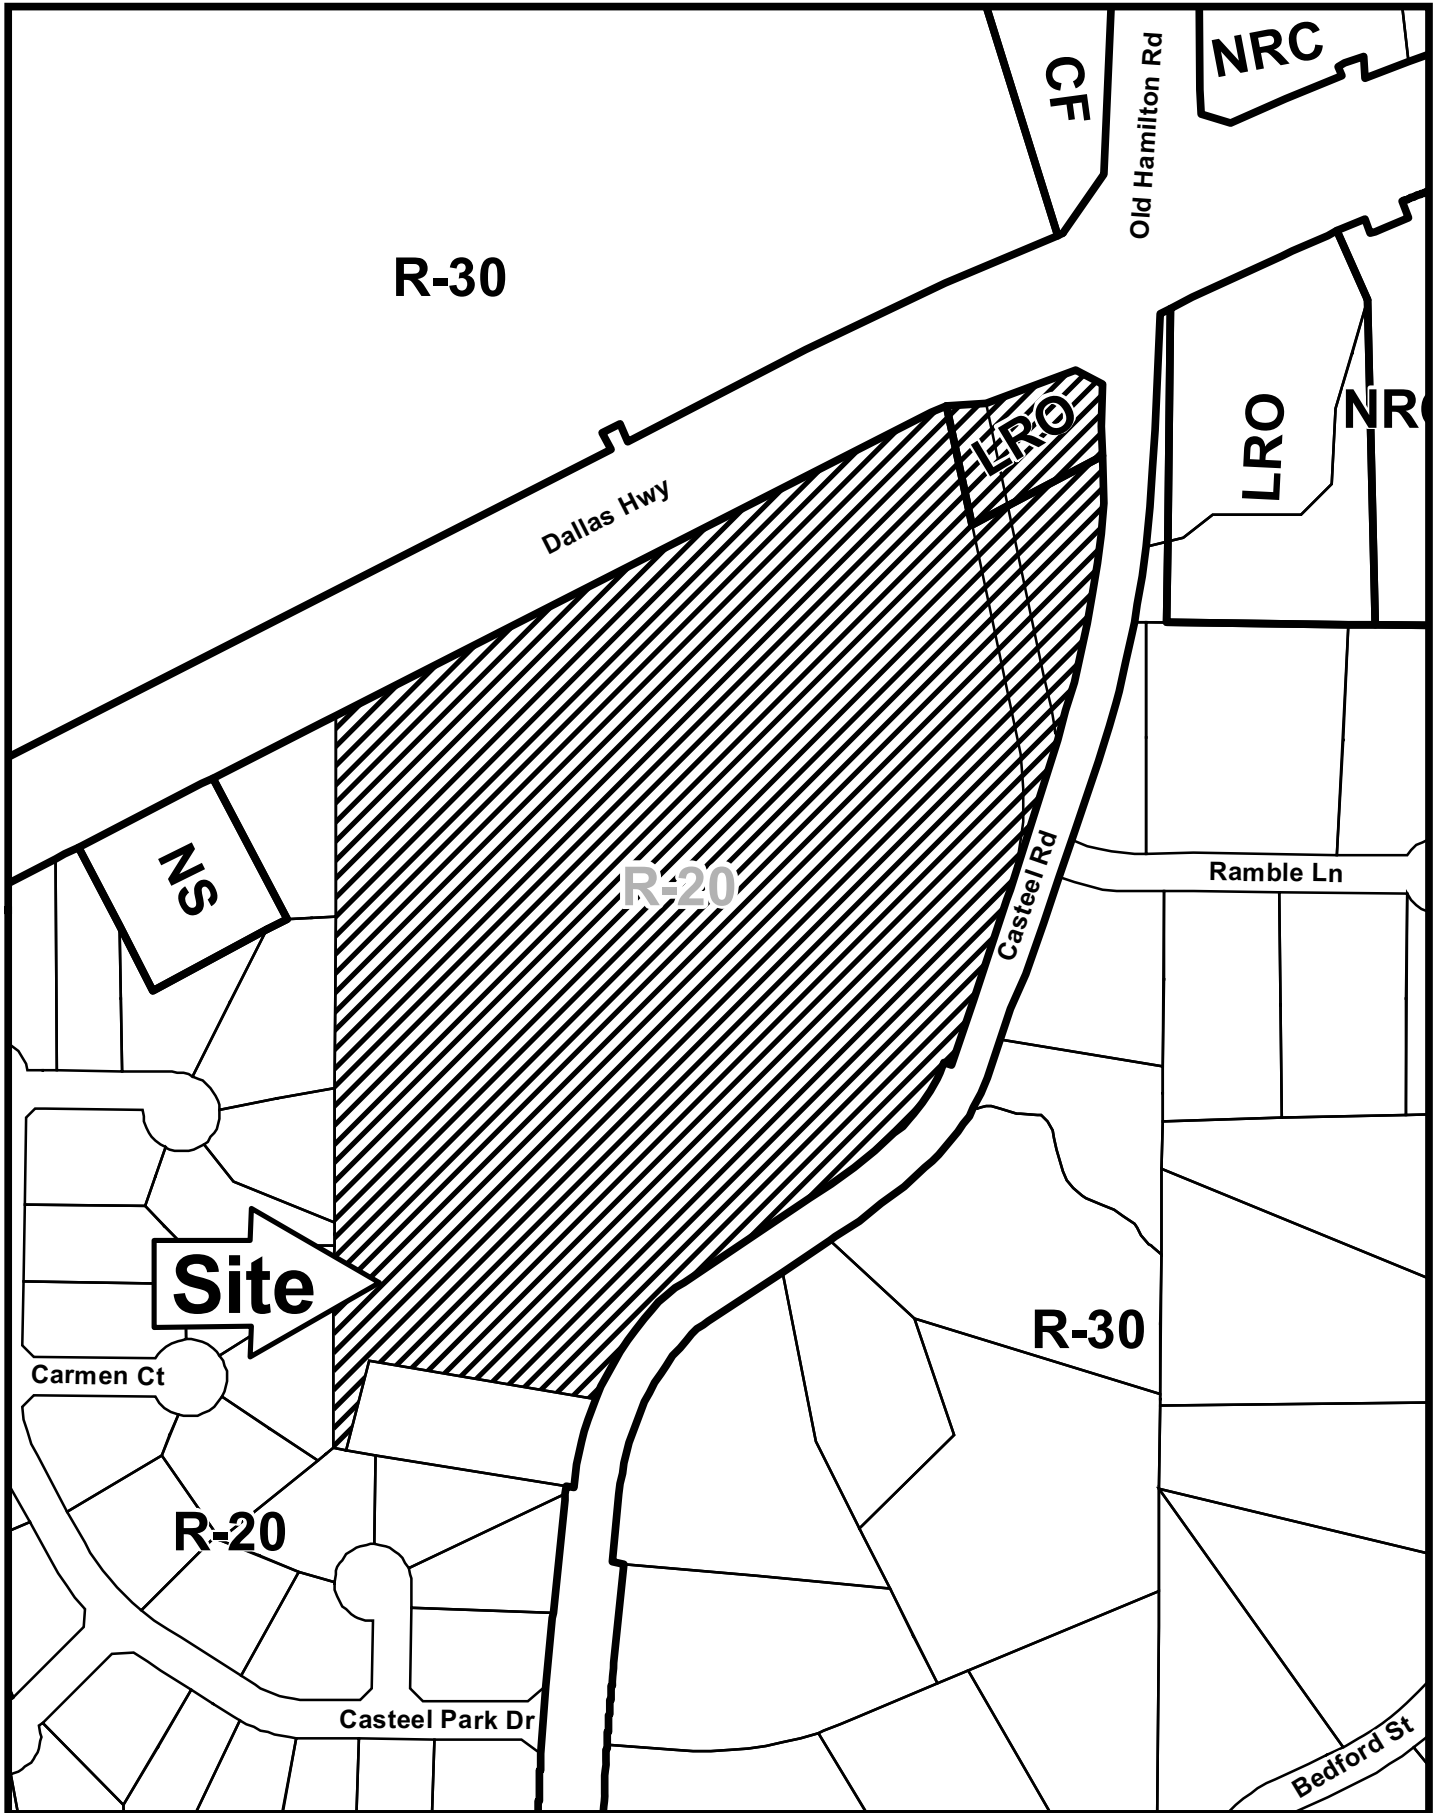 NRC
CF
Old Hamilton Rd
R-30
LRO
LRO
NRC
Dallas Hwy
NS
R-20
Ramble Ln
Casteel Rd
Site
R-30
Carmen Ct
R-20
Casteel Park Dr
Bedford St